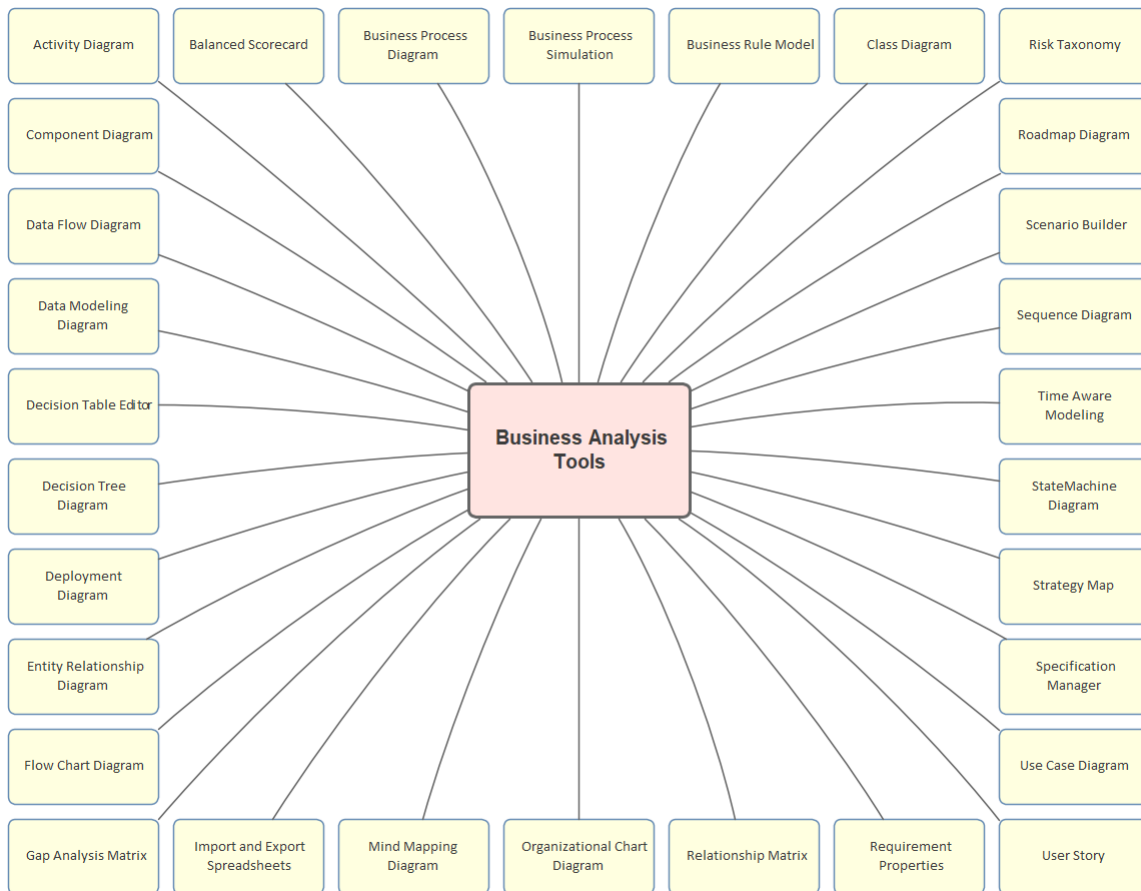 Activity Diagram
Balanced Scorecard
Business Process
Diagram
Business Process
Simulation
Business Rule Model
Class Diagram
Risk Taxonomy
Component Diagram
Roadmap Diagram
Data Flow Diagram
Scenario Builder
Data Modeling
Diagram
Sequence Diagram
Decision Table Editor
Time Aware
Modeling
Business Analysis
Tools
Decision Tree
Diagram
StateMachine
Diagram
Deployment
Diagram
Strategy Map
Entity Relationship
Diagram
Specification
Manager
Flow Chart Diagram
Use Case Diagram
Gap Analysis Matrix
Import and Export
Spreadsheets
Mind Mapping
Diagram
Organizational Chart
Diagram
Relationship Matrix
Requirement
Properties
User Story